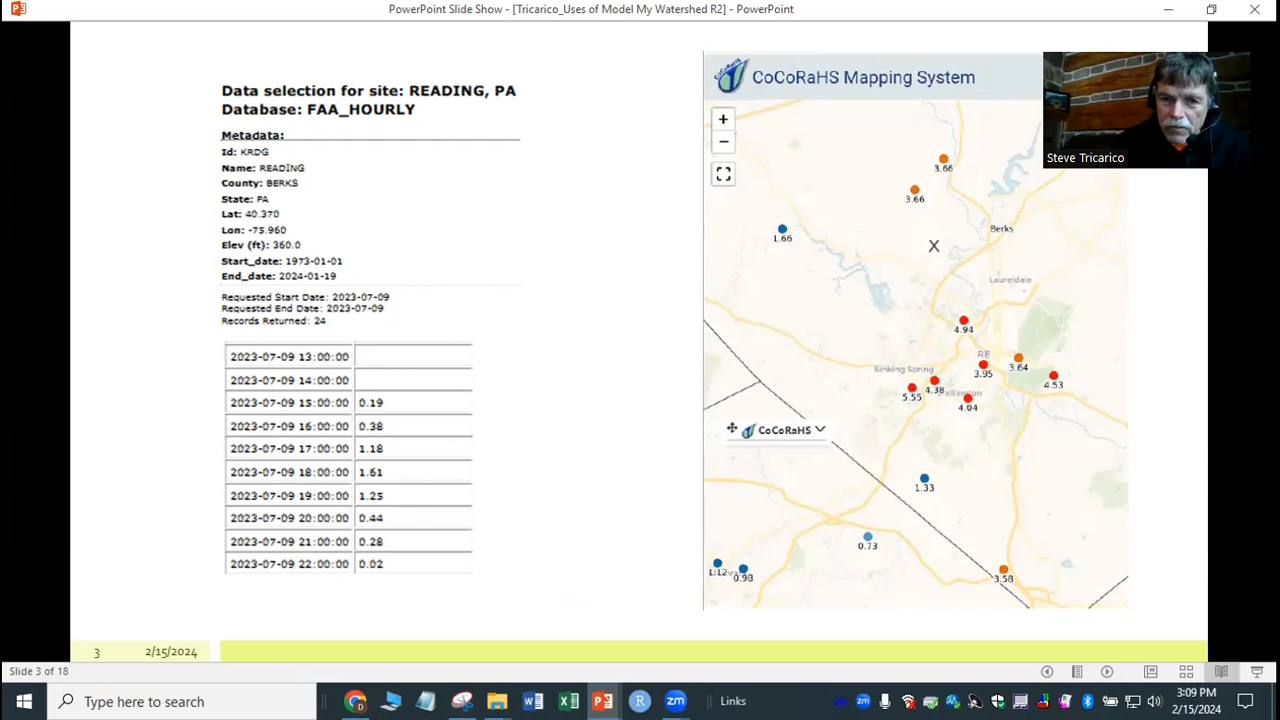 PowerPoint Slide Show - [Tricarico_Uses of Model My Watershed R2] - PowerPoint
Data selection for site: READING, PA
Database: FAA_HOURLY
Metadata:
Id: KRDG
Name: READING
County: BERKS
State: PA
Lat: 40.370
Lon: -75.960
Elev (ft): 360.0
Start_date: 1973-01-01
End_date: 2024-01-19
Requested Start Date: 2023-07-09
Requested End Date: 2023-07-09
Records Returned: 24
2023-07-09 13:00:00
2023-07-09 14:00:00
2023-07-09 15:00:00 0.19
2023-07-09 16:00:00 0.38
2023-07-09 17:00:00 1.18
2023-07-09 18:00:00 1.61
2023-07-09 19:00:00 1.25
2023-07-09 20:00:00 0.44
2023-07-09 21:00:00 0.28
2023-07-09 22:00:00 0.02
CoCoRaHS Mapping System
Steve Tricarico
+
−
3.66
3.66
1.66
Berks
X
Laureldale
4.94
RE
3.95
3.64
4.53
Sinking Spring
5.55
4.38
4.04
CoCoRaHS
1.33
0.73
1.12
0.98
3.58
3 2/15/2024
Slide 3 of 18
Type here to search
Links
3:09 PM
2/15/2024